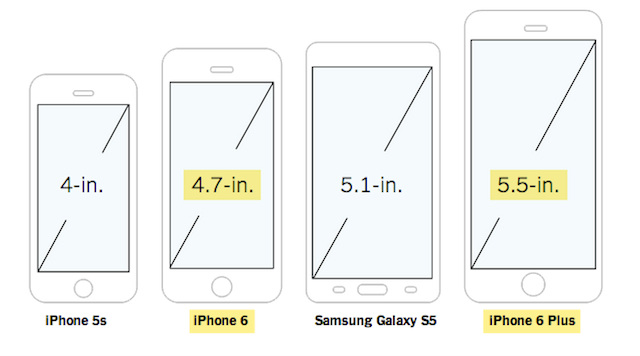 4-in.
4.7-in.
5.1-in.
5.5-in.
iPhone 5s
iPhone 6
Samsung Galaxy S5
iPhone 6 Plus